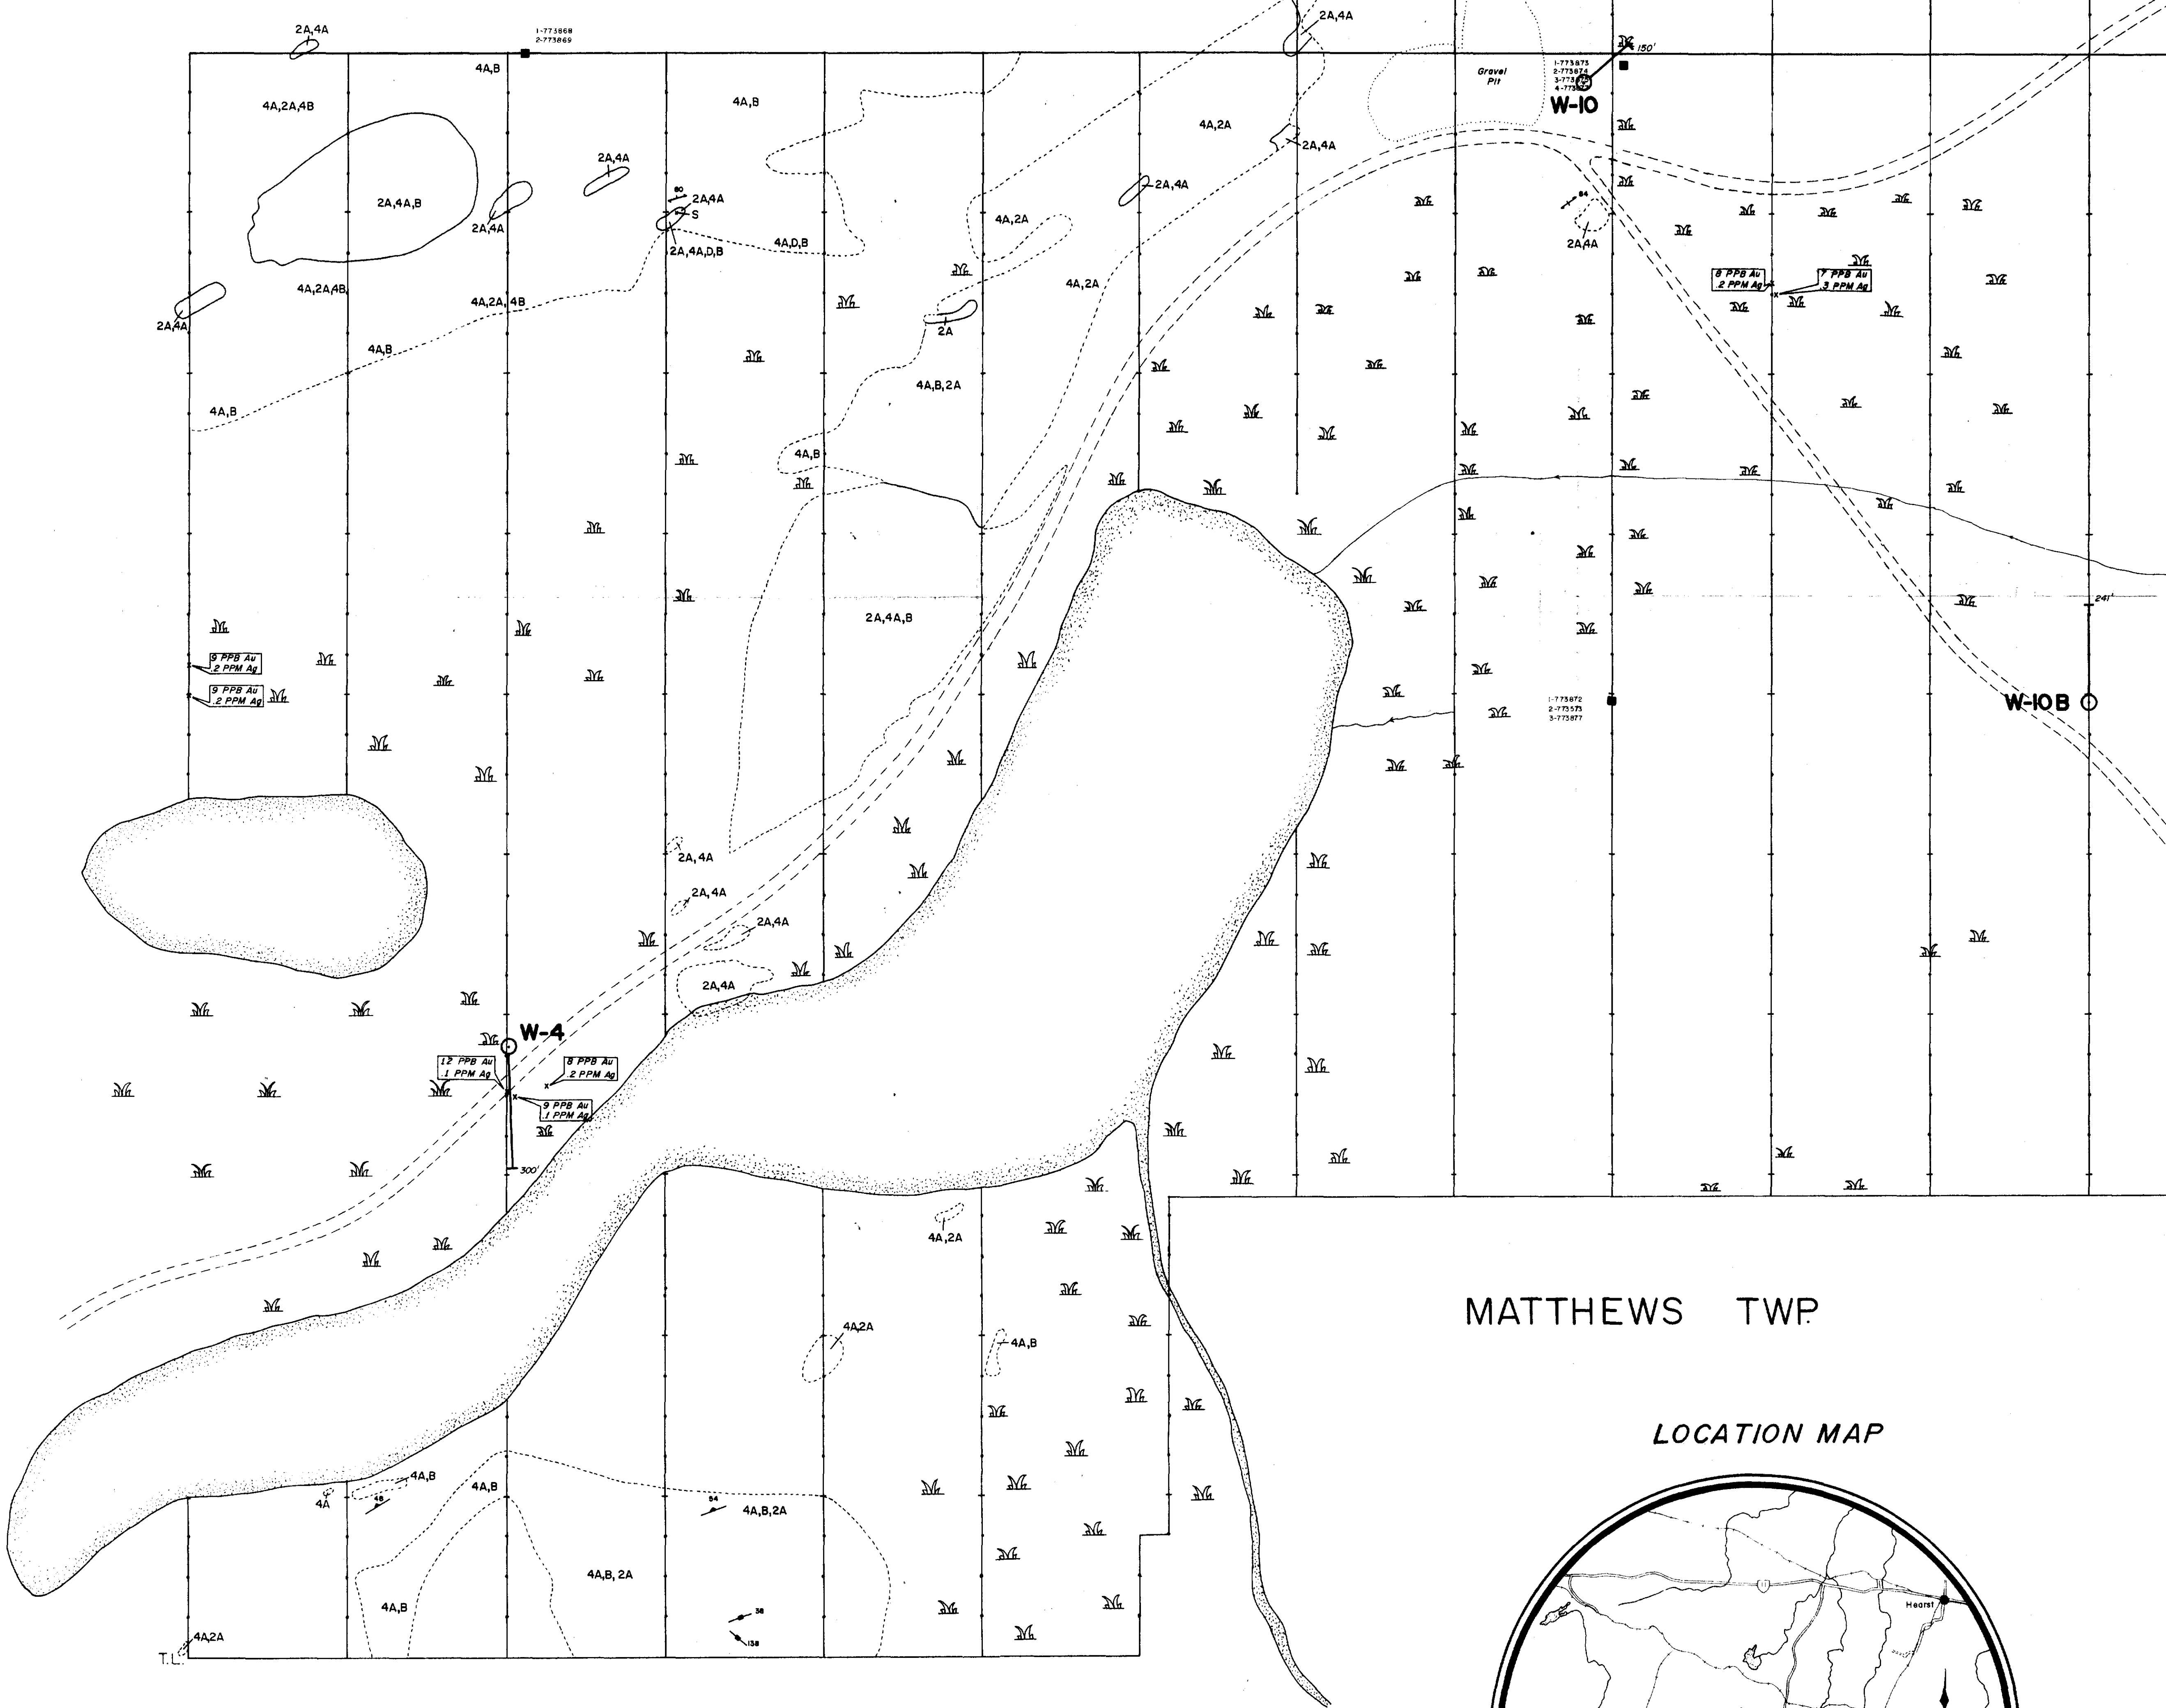 2A,4A
1-773868
2-773869
4A,B
4A,2A,4B
4A,B
2A,4A
Gravel
Pit
1-773873
2-773874
150'
W-10
4A,2A
2A,4A
2A,4A
2A,4A
2A,4A,B
2A,4A
80
2A,4A
S
2A,4A,D,B
4A,D,B
4A,2A
84
2A,4A
4A,2A,4B
4A,2A,4B
4A,2A
8 PPB Au
.2 PPM Ag
7 PPB Au
.3 PPM Ag
2A,4A
2A
4A,B
4A,B,2A
4A,B
4A,B
2A,4A,B
241'
9 PPB Au
.2 PPM Ag
9 PPB Au
.2 PPM Ag
1-773872
2-773573
3-773877
W-10B
2A,4A
2A,4A
2A,4A
2A,4A
W-4
12 PPB Au
.1 PPM Ag
8 PPB Au
.2 PPM Ag
9 PPB Au
.1 PPM Ag
300'
4A,2A
4A,2A
4A,B
MATTHEWS TWP.
LOCATION MAP
4A,B
4A
48
4A,B
54
4A,B,2A
4A,B,2A
4A,B
38
138
4A,2A
T.L.
11
Hearst